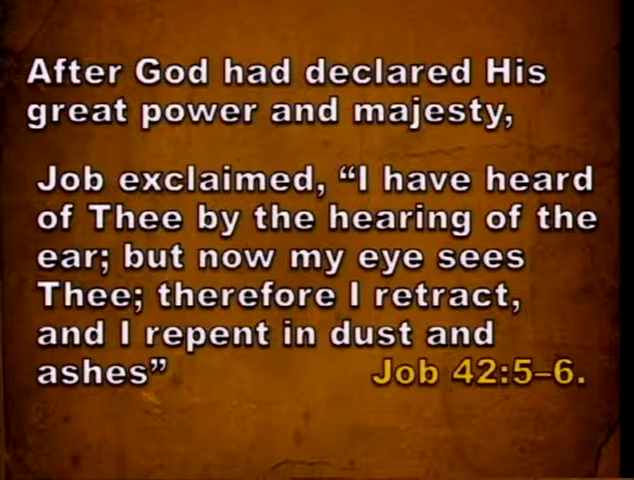 After God had declared His
great power and majesty,
Job exclaimed, “I have heard
of Thee by the hearing of the
ear; but now my eye sees
Thee; therefore I retract,
and I repent in dust and
ashes” Job 42:5–6.